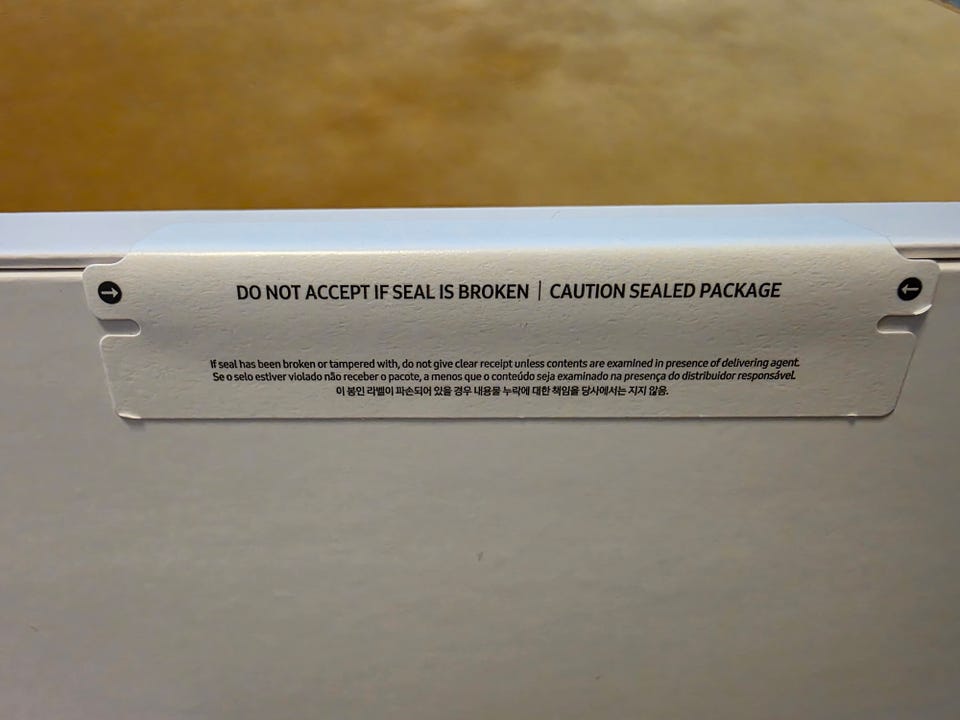 DO NOT ACCEPT IF SEAL IS BROKEN | CAUTION SEALED PACKAGE
If seal has been broken or tampered with, do not give clear receipt unless contents are examined in presence of delivering agent.
Se o selo estiver violado não receber o pacote, a menos que o conteúdo seja examinado na presença do distribuidor responsável.
이 봉인 라벨이 파손되어 있을 경우 내용물 누락에 대한 책임을 당사에서는 지지 않음.